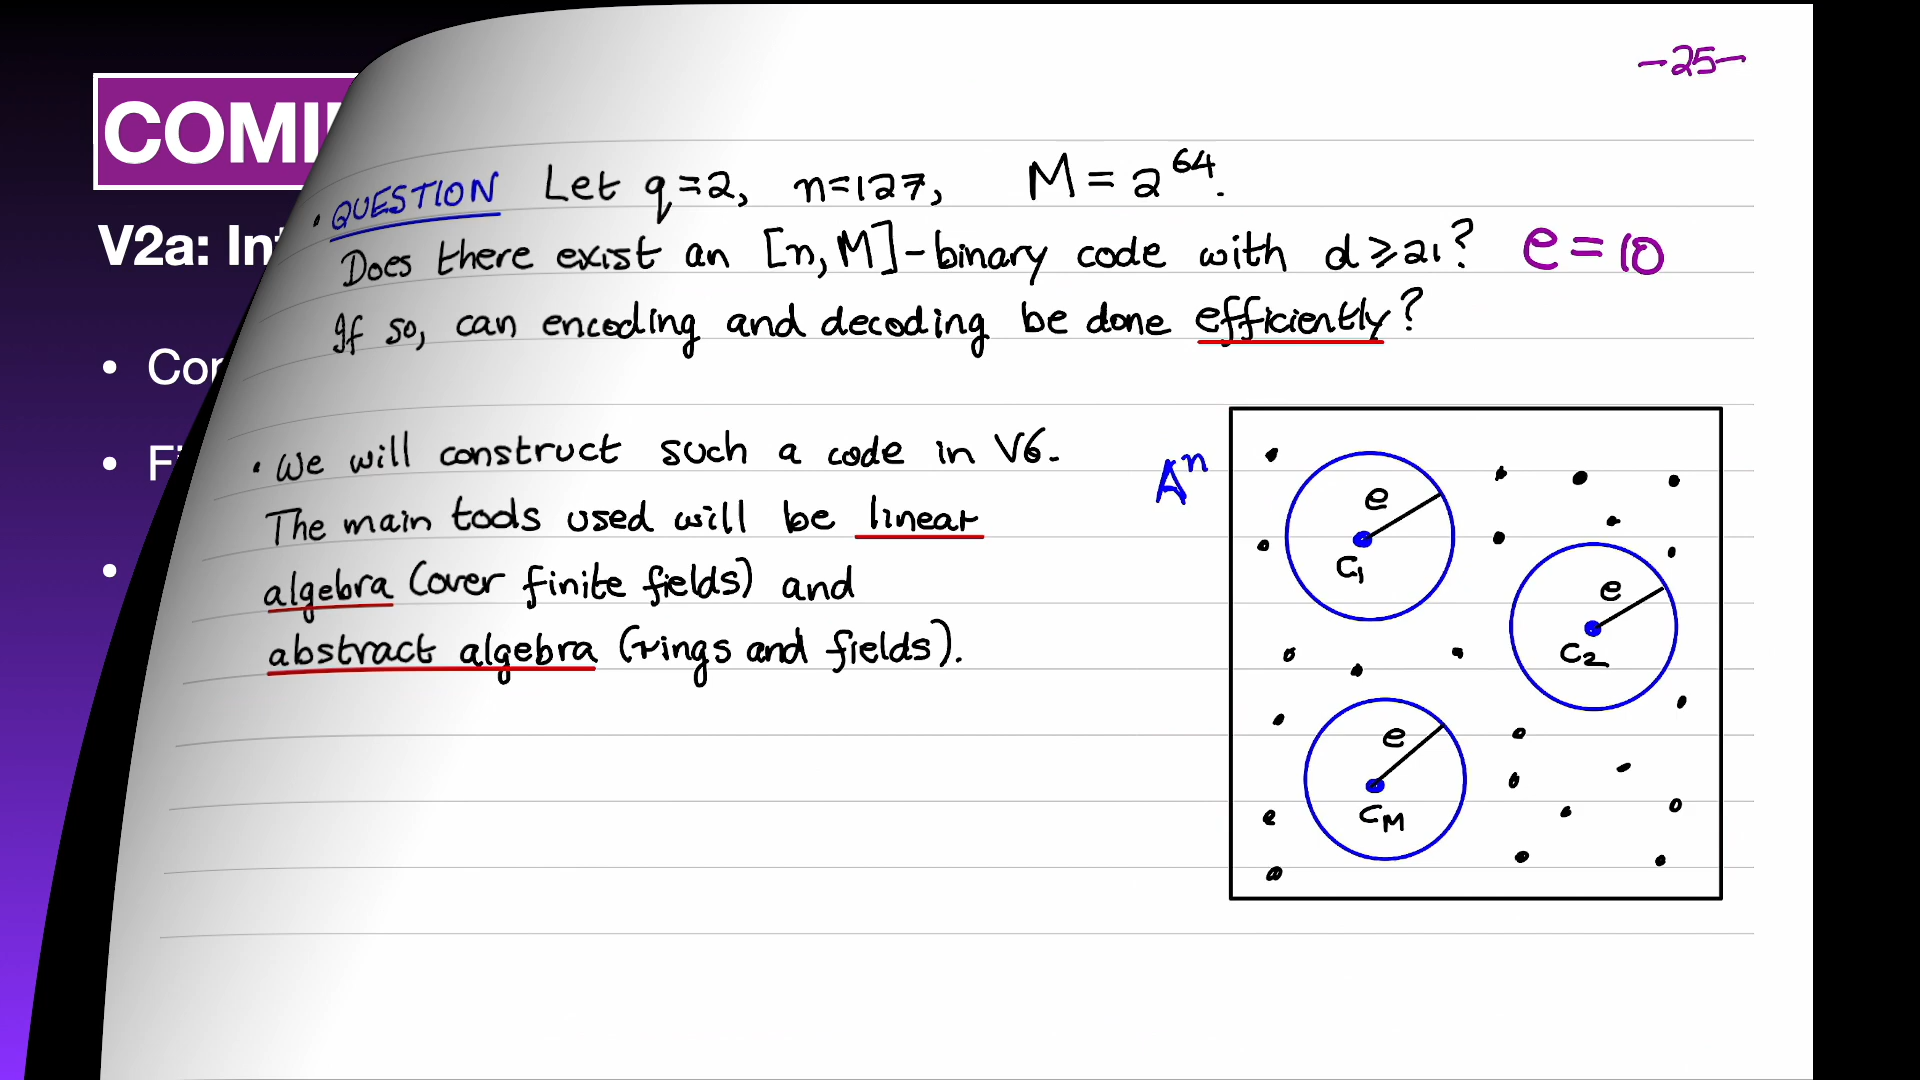 -25-
COMI
V2a: In
• QUESTION Let q=2, n=127, M = 2^64.
Does there exist an [n, M]-binary code with d ≥ 21? e = 10
If so, can encoding and decoding be done efficiently?
• We will construct such a code in V6.
The main tools used will be linear
algebra (over finite fields) and
abstract algebra (rings and fields).
A^n
e
C1
e
C2
e
CM